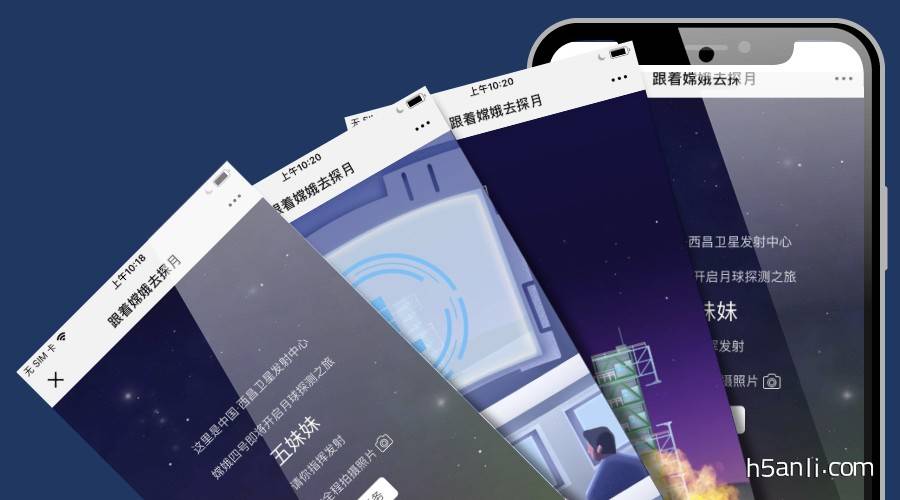 无 SIM 卡
上午10:18
跟着嫦娥去探月
这里是中国·西昌卫星发射中心
嫦娥四号即将开启月球探测之旅
五妹妹
请你指挥发射
全程拍摄照片
务
上午10:20
跟着嫦娥去探月
无 SIM
上午10:20
跟着嫦娥去探月
跟着嫦娥去探月
西昌卫星发射中心
开启月球探测之旅
妹妹
发射
摄照片
h5anli.com